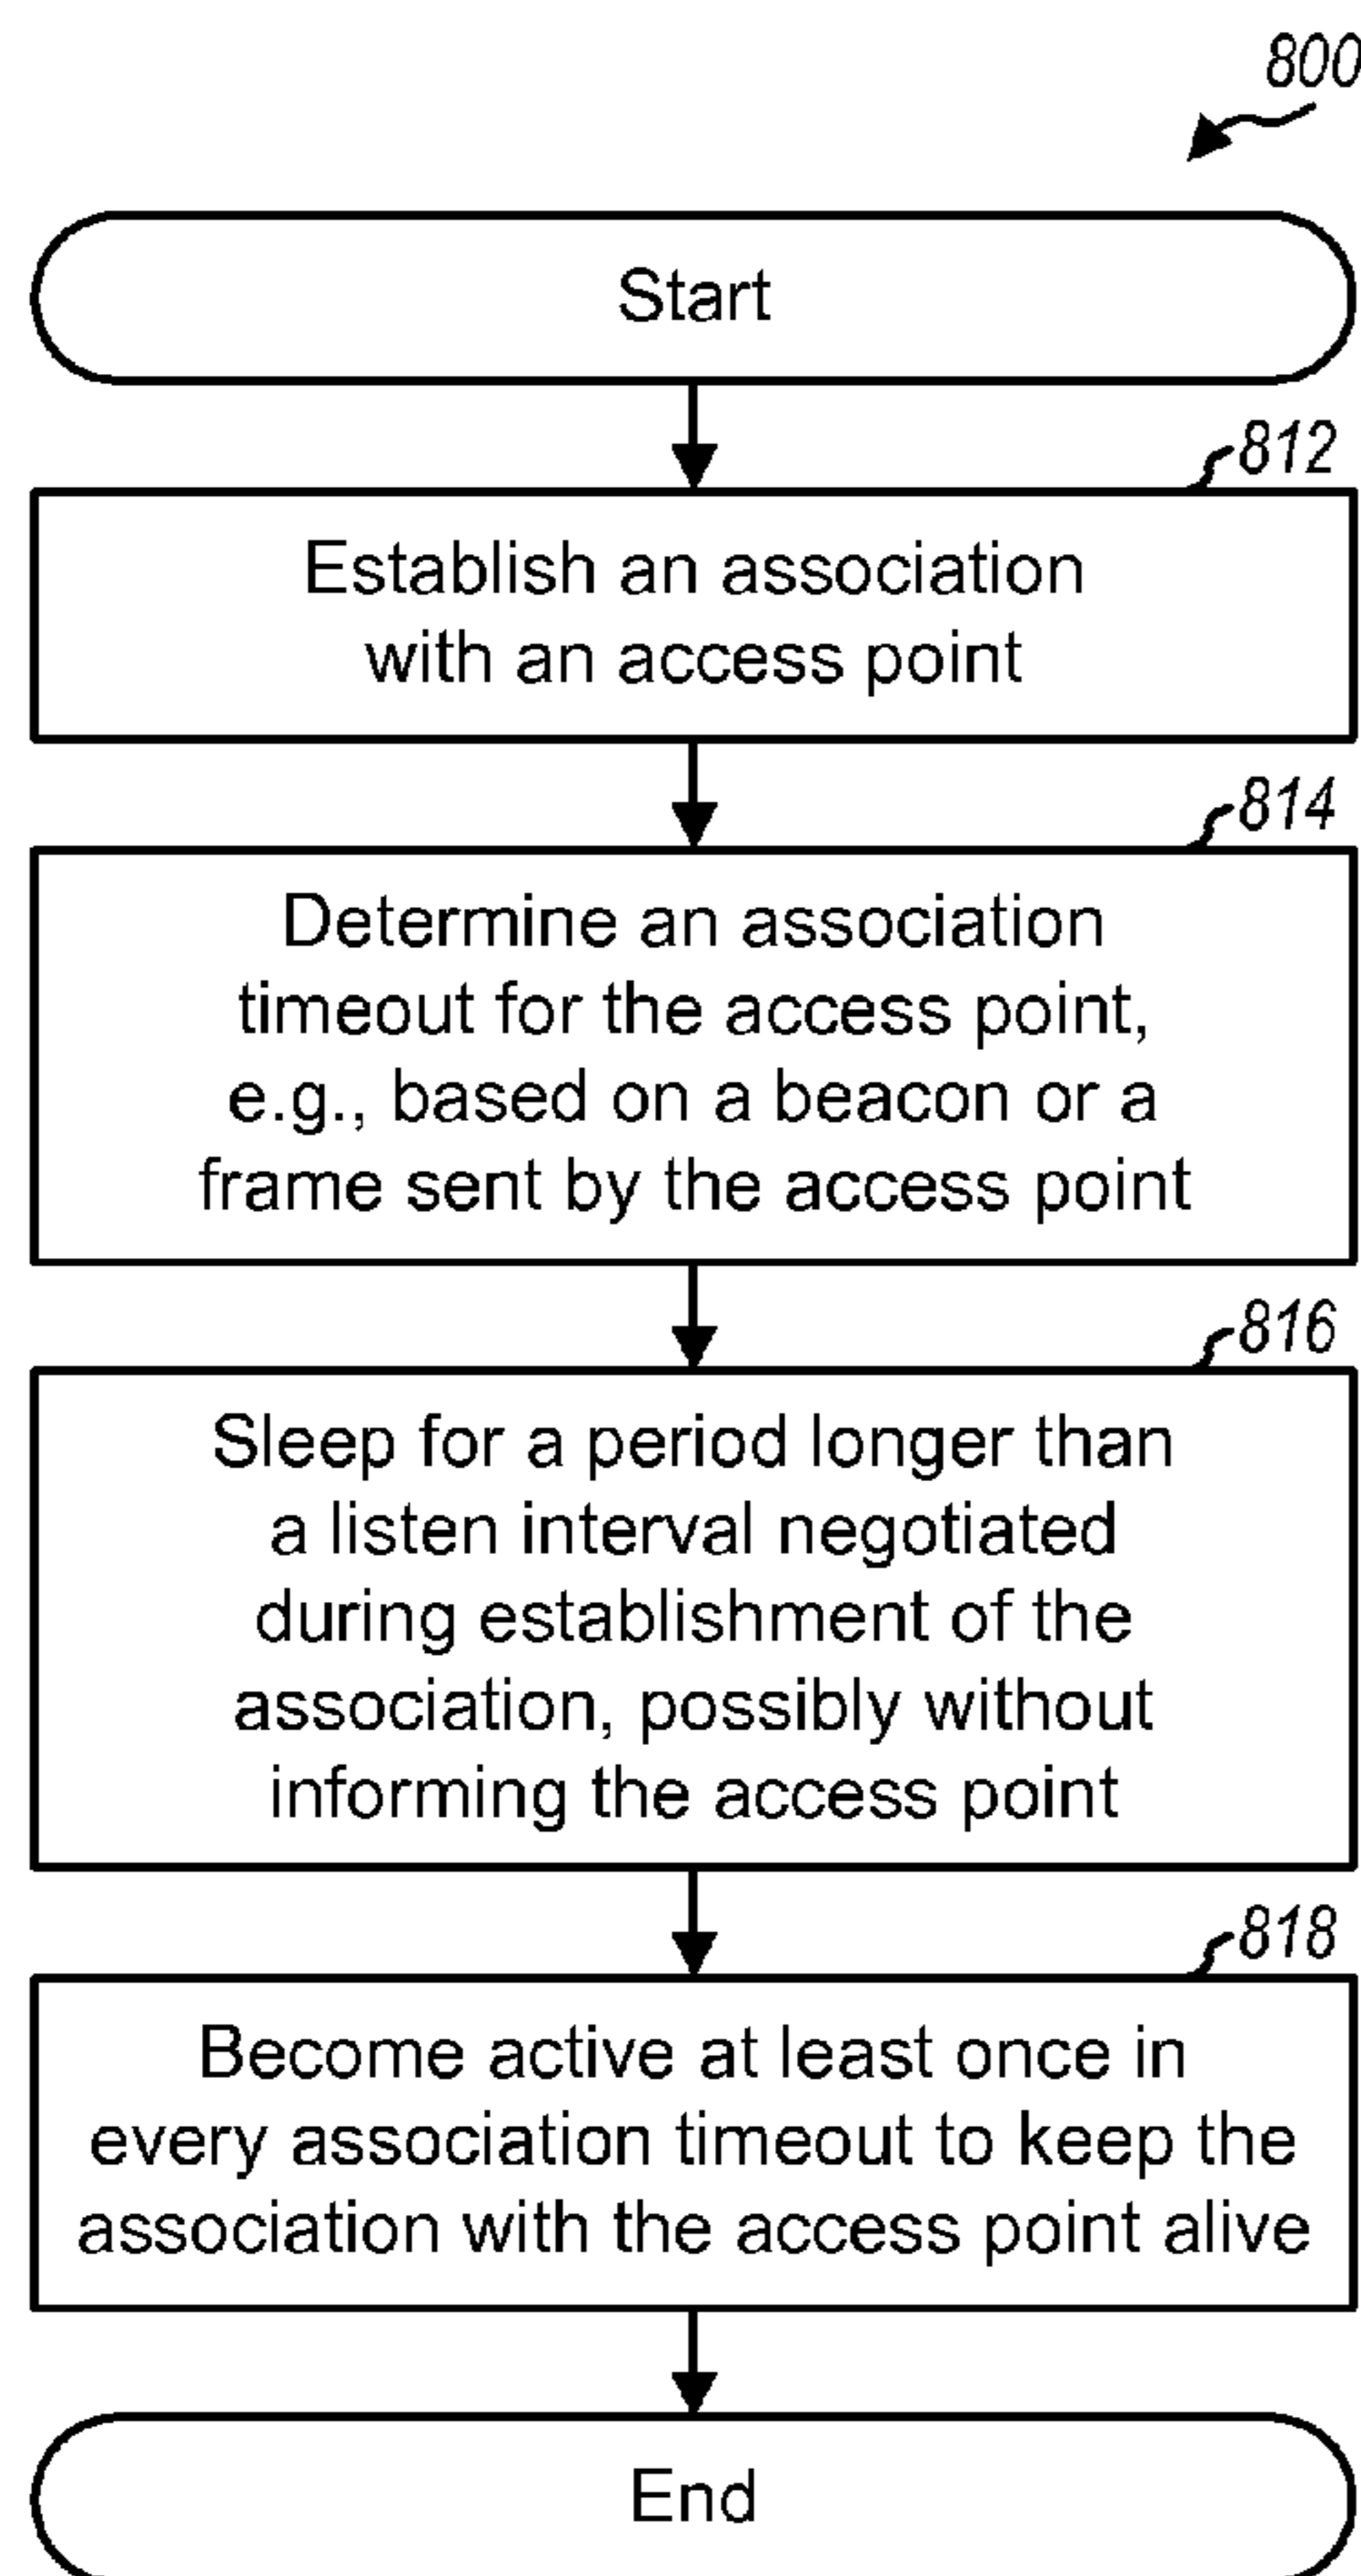 800
Start
812
Establish an association
with an access point
814
Determine an association
timeout for the access point,
e.g., based on a beacon or a
frame sent by the access point
816
Sleep for a period longer than
a listen interval negotiated
during establishment of the
association, possibly without
informing the access point
818
Become active at least once in
every association timeout to keep the
association with the access point alive
End